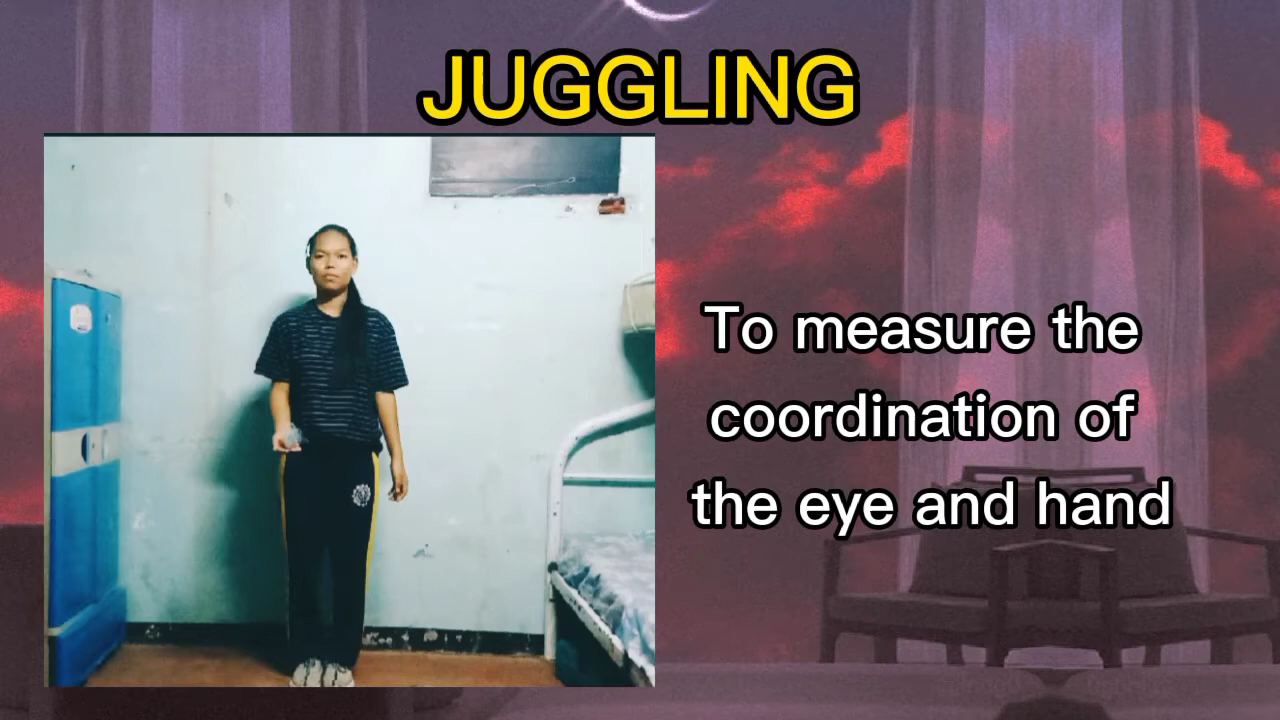 JUGGLING
To measure the
coordination of
the eye and hand